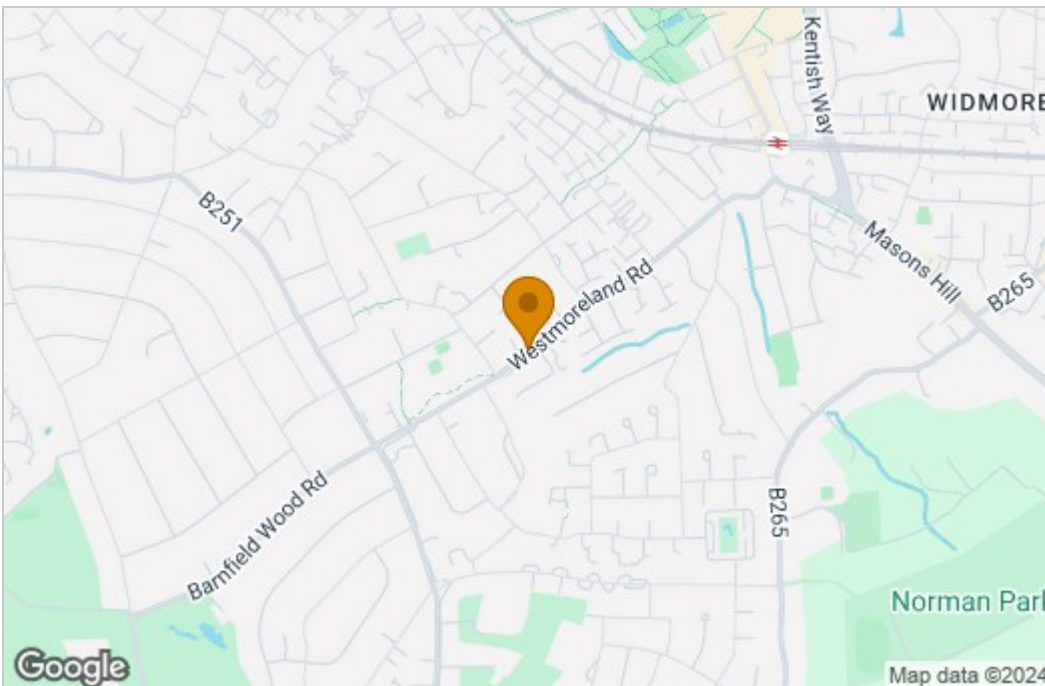 Kentish Way
WIDMORE
B251
Masons Hill
B265
Westmoreland Rd
Barnfield Wood Rd
B265
Norman Park
Google
Map data ©2024